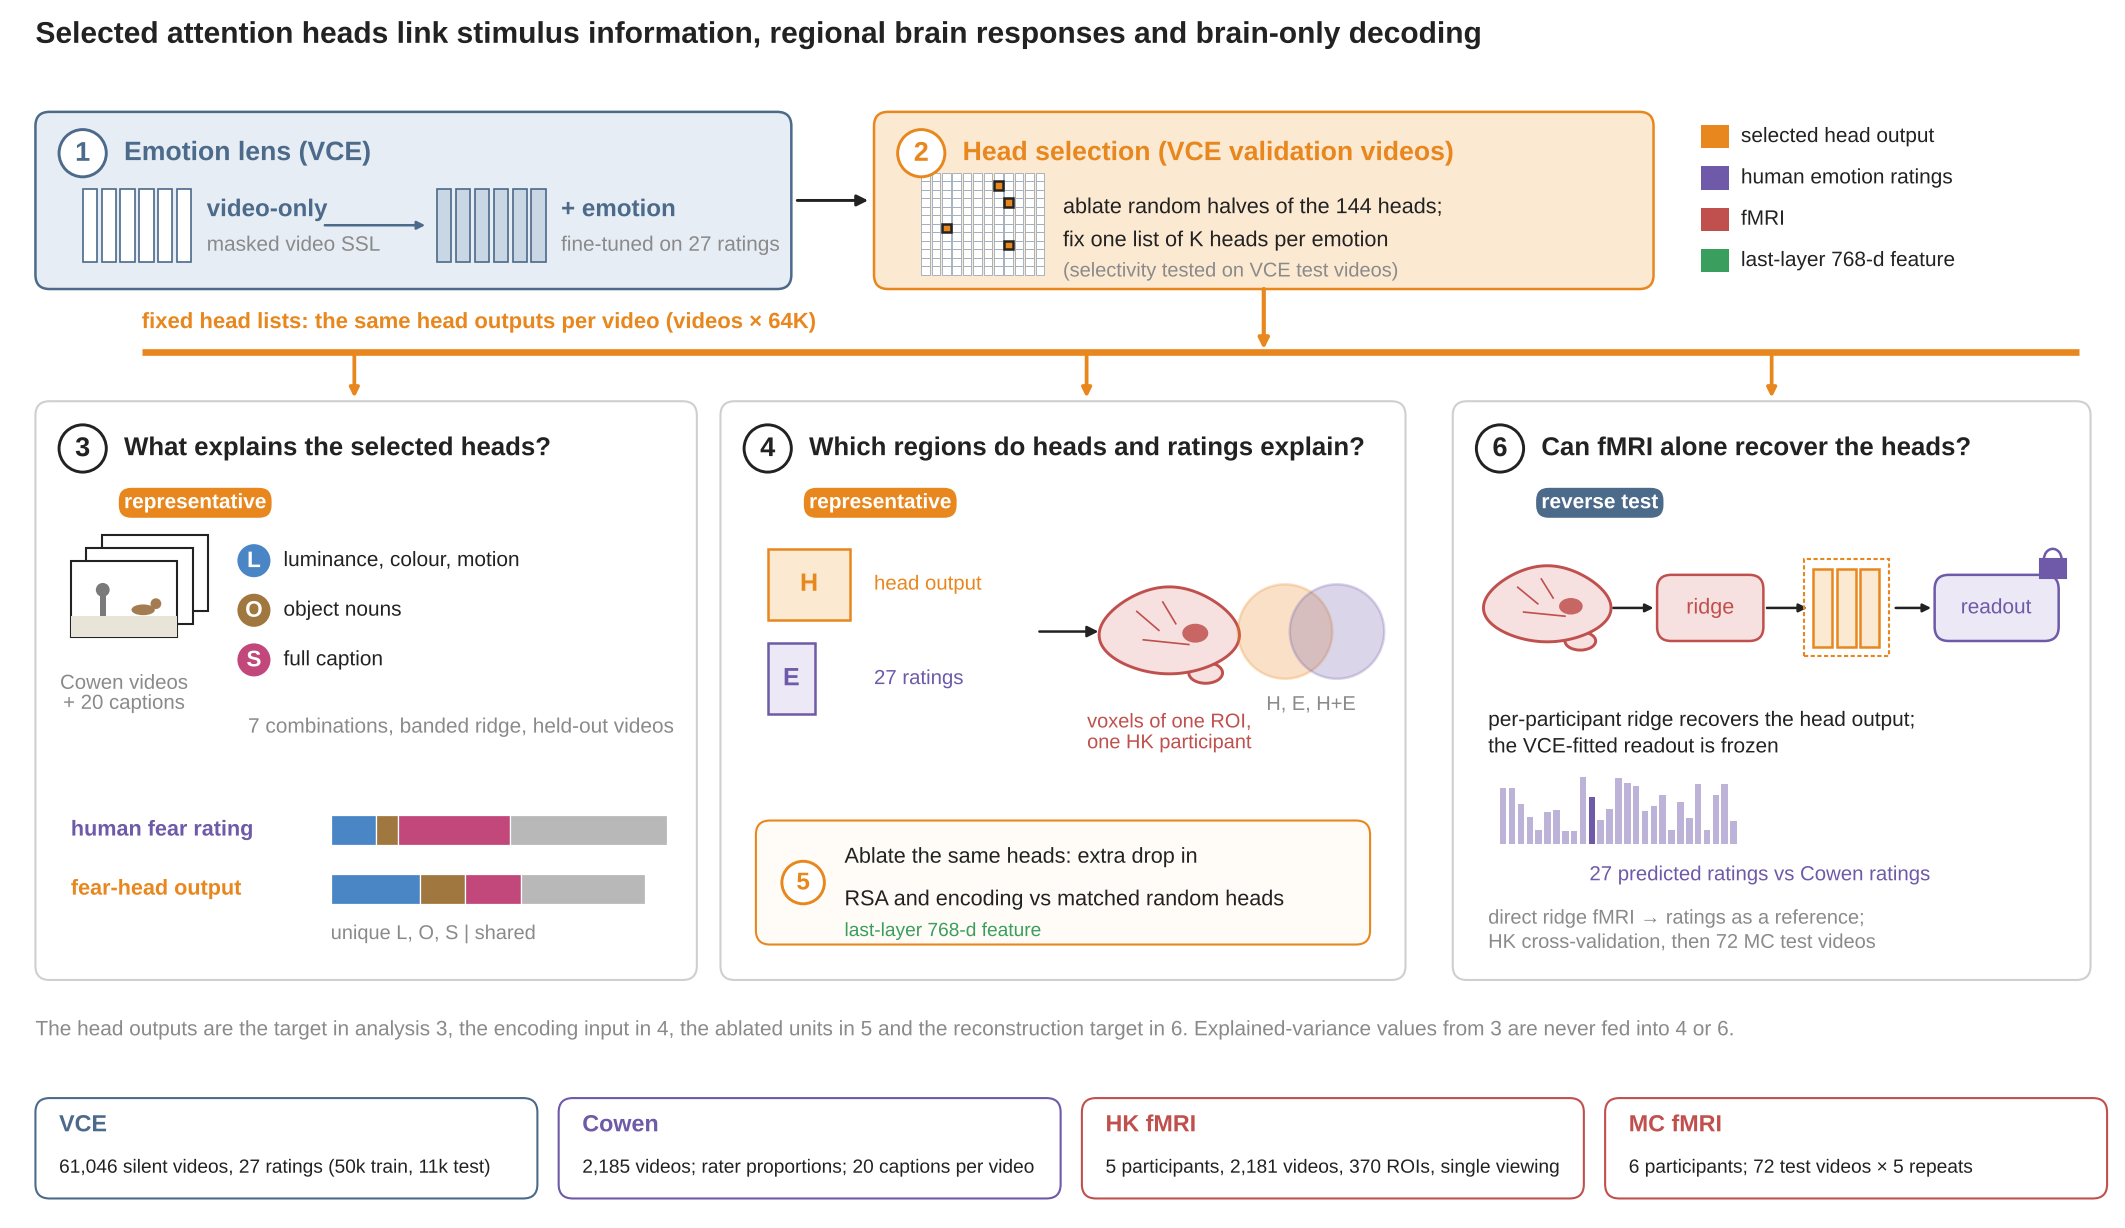 Selected attention heads link stimulus information, regional brain responses and brain-only decoding
1 Emotion lens (VCE)
video-only
masked video SSL
+ emotion
fine-tuned on 27 ratings
2 Head selection (VCE validation videos)
ablate random halves of the 144 heads;
fix one list of K heads per emotion
(selectivity tested on VCE test videos)
selected head output
human emotion ratings
fMRI
last-layer 768-d feature
fixed head lists: the same head outputs per video (videos × 64K)
3 What explains the selected heads?
representative
L luminance, colour, motion
O object nouns
S full caption
Cowen videos
+ 20 captions
7 combinations, banded ridge, held-out videos
human fear rating
fear-head output
unique L, O, S | shared
4 Which regions do heads and ratings explain?
representative
H head output
E 27 ratings
H, E, H+E
voxels of one ROI,
one HK participant
5
Ablate the same heads: extra drop in
RSA and encoding vs matched random heads
last-layer 768-d feature
6 Can fMRI alone recover the heads?
reverse test
ridge
readout
per-participant ridge recovers the head output;
the VCE-fitted readout is frozen
27 predicted ratings vs Cowen ratings
direct ridge fMRI → ratings as a reference;
HK cross-validation, then 72 MC test videos
The head outputs are the target in analysis 3, the encoding input in 4, the ablated units in 5 and the reconstruction target in 6. Explained-variance values from 3 are never fed into 4 or 6.
VCE
61,046 silent videos, 27 ratings (50k train, 11k test)
Cowen
2,185 videos; rater proportions; 20 captions per video
HK fMRI
5 participants, 2,181 videos, 370 ROIs, single viewing
MC fMRI
6 participants; 72 test videos × 5 repeats